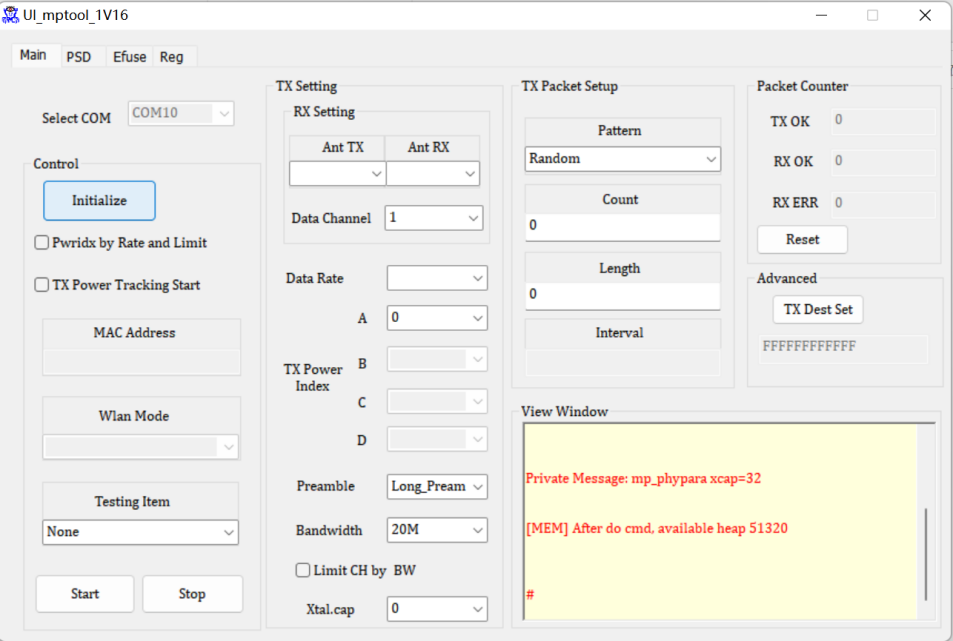 UI_mptool_1V16
Main PSD Efuse Reg
Select COM COM10
Control
Initialize
Pwridx by Rate and Limit
TX Power Tracking Start
MAC Address
Wlan Mode
Testing Item
None
Start Stop
TX Setting
RX Setting
Ant TX Ant RX
Data Channel 1
Data Rate
A 0
TX Power Index
B
C
D
Preamble Long_Pream
Bandwidth 20M
Limit CH by BW
Xtal.cap 0
TX Packet Setup
Pattern
Random
Count
0
Length
0
Interval
Packet Counter
TX OK 0
RX OK 0
RX ERR 0
Reset
Advanced
TX Dest Set
FFFFFFFFFFFF
View Window
Private Message: mp_phypara xcap=32
[MEM] After do cmd, available heap 51320
#